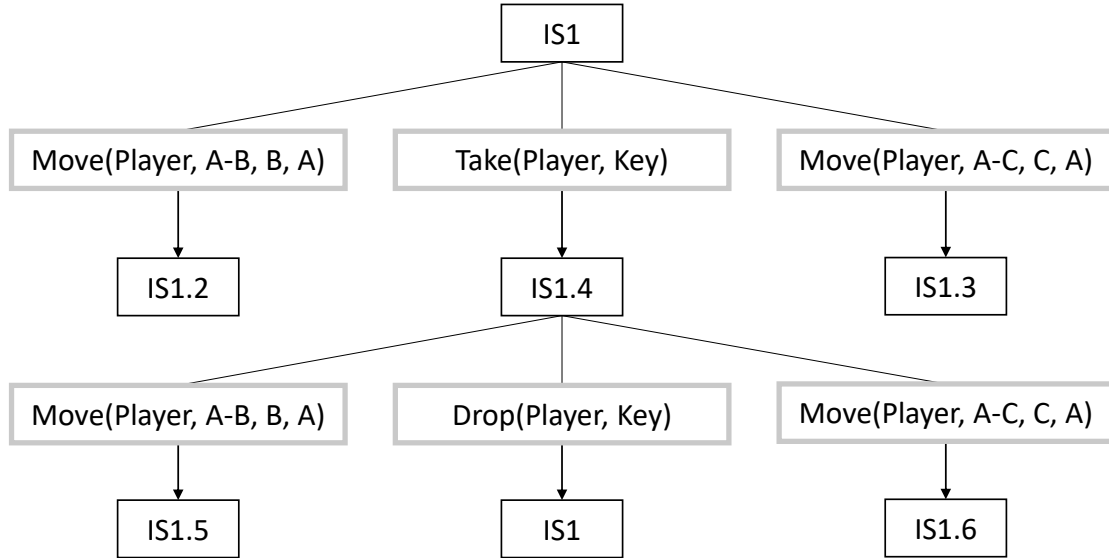 IS1
Move(Player, A-B, B, A)
Take(Player, Key)
Move(Player, A-C, C, A)
IS1.2
IS1.4
IS1.3
Move(Player, A-B, B, A)
Drop(Player, Key)
Move(Player, A-C, C, A)
IS1.5
IS1
IS1.6